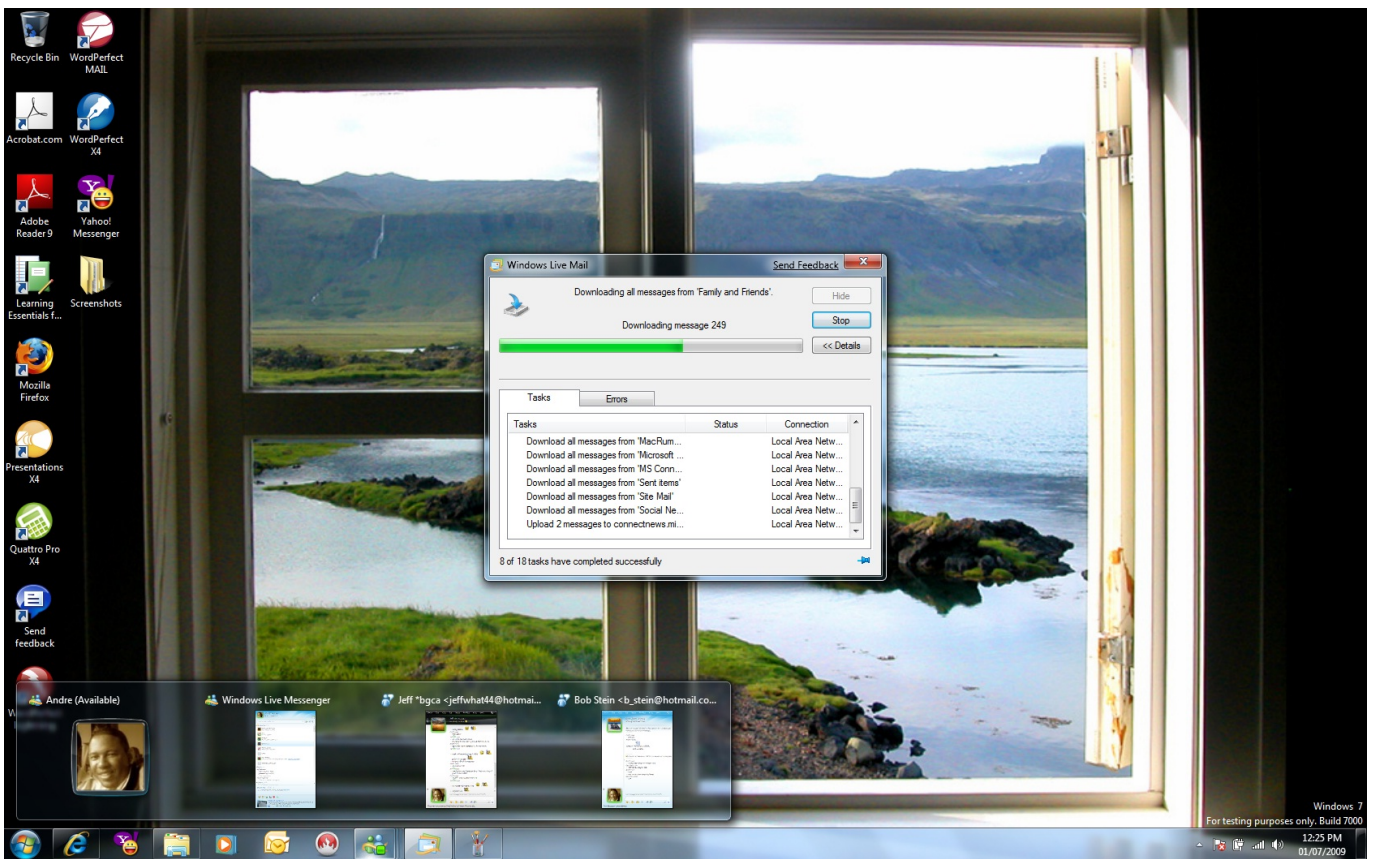 Recycle Bin
WordPerfect
MAIL
Acrobat.com
WordPerfect
X4
Adobe
Reader 9
Yahoo!
Messenger
Learning
Essentials f...
Screenshots
Mozilla
Firefox
Presentations
X4
Quattro Pro
X4
Send
feedback
Windows Live Mail
Send Feedback
Downloading all messages from 'Family and Friends'.
Hide
Downloading message 249
Stop
<< Details
Tasks
Errors
Tasks Status Connection
Download all messages from 'MacRum... Local Area Netw...
Download all messages from 'Microsoft ... Local Area Netw...
Download all messages from 'MS Conn... Local Area Netw...
Download all messages from 'Sent items' Local Area Netw...
Download all messages from 'Site Mail' Local Area Netw...
Download all messages from 'Social Ne... Local Area Netw...
Upload 2 messages to connectnews.mi... Local Area Netw...
8 of 18 tasks have completed successfully
Andre (Available)
Windows Live Messenger
Jeff *bgca <jeffwhat44@hotmai...
Bob Stein <b_stein@hotmail.co...
Windows 7
For testing purposes only. Build 7000
12:25 PM
01/07/2009